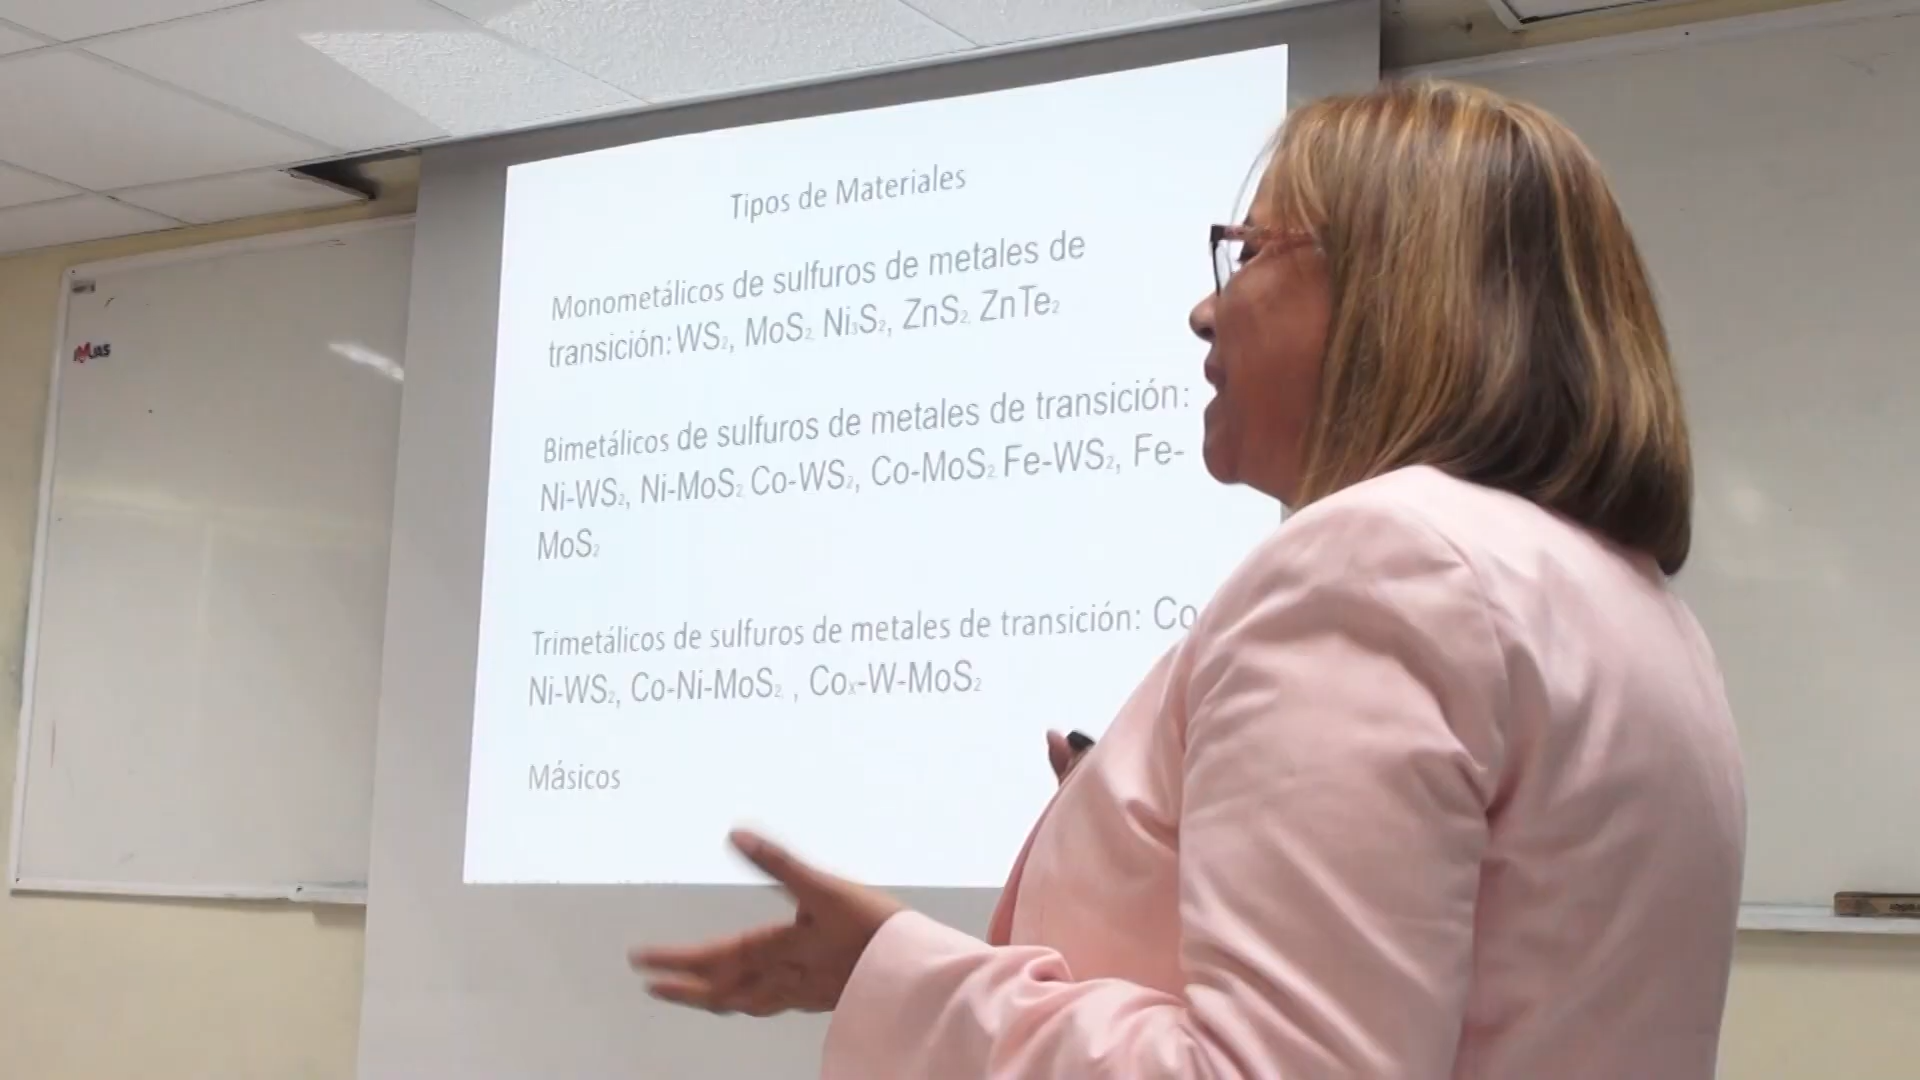 Tipos de Materiales
Monometálicos de sulfuros de metales de
transición: WS₂, MoS₂ Ni₃S₂, ZnS₂ ZnTe₂
Bimetálicos de sulfuros de metales de transición:
Ni-WS₂, Ni-MoS₂ Co-WS₂, Co-MoS₂ Fe-WS₂, Fe-
MoS₂
Trimetálicos de sulfuros de metales de transición: Co
Ni-WS₂, Co-Ni-MoS₂ , Coₓ-W-MoS₂
Másicos